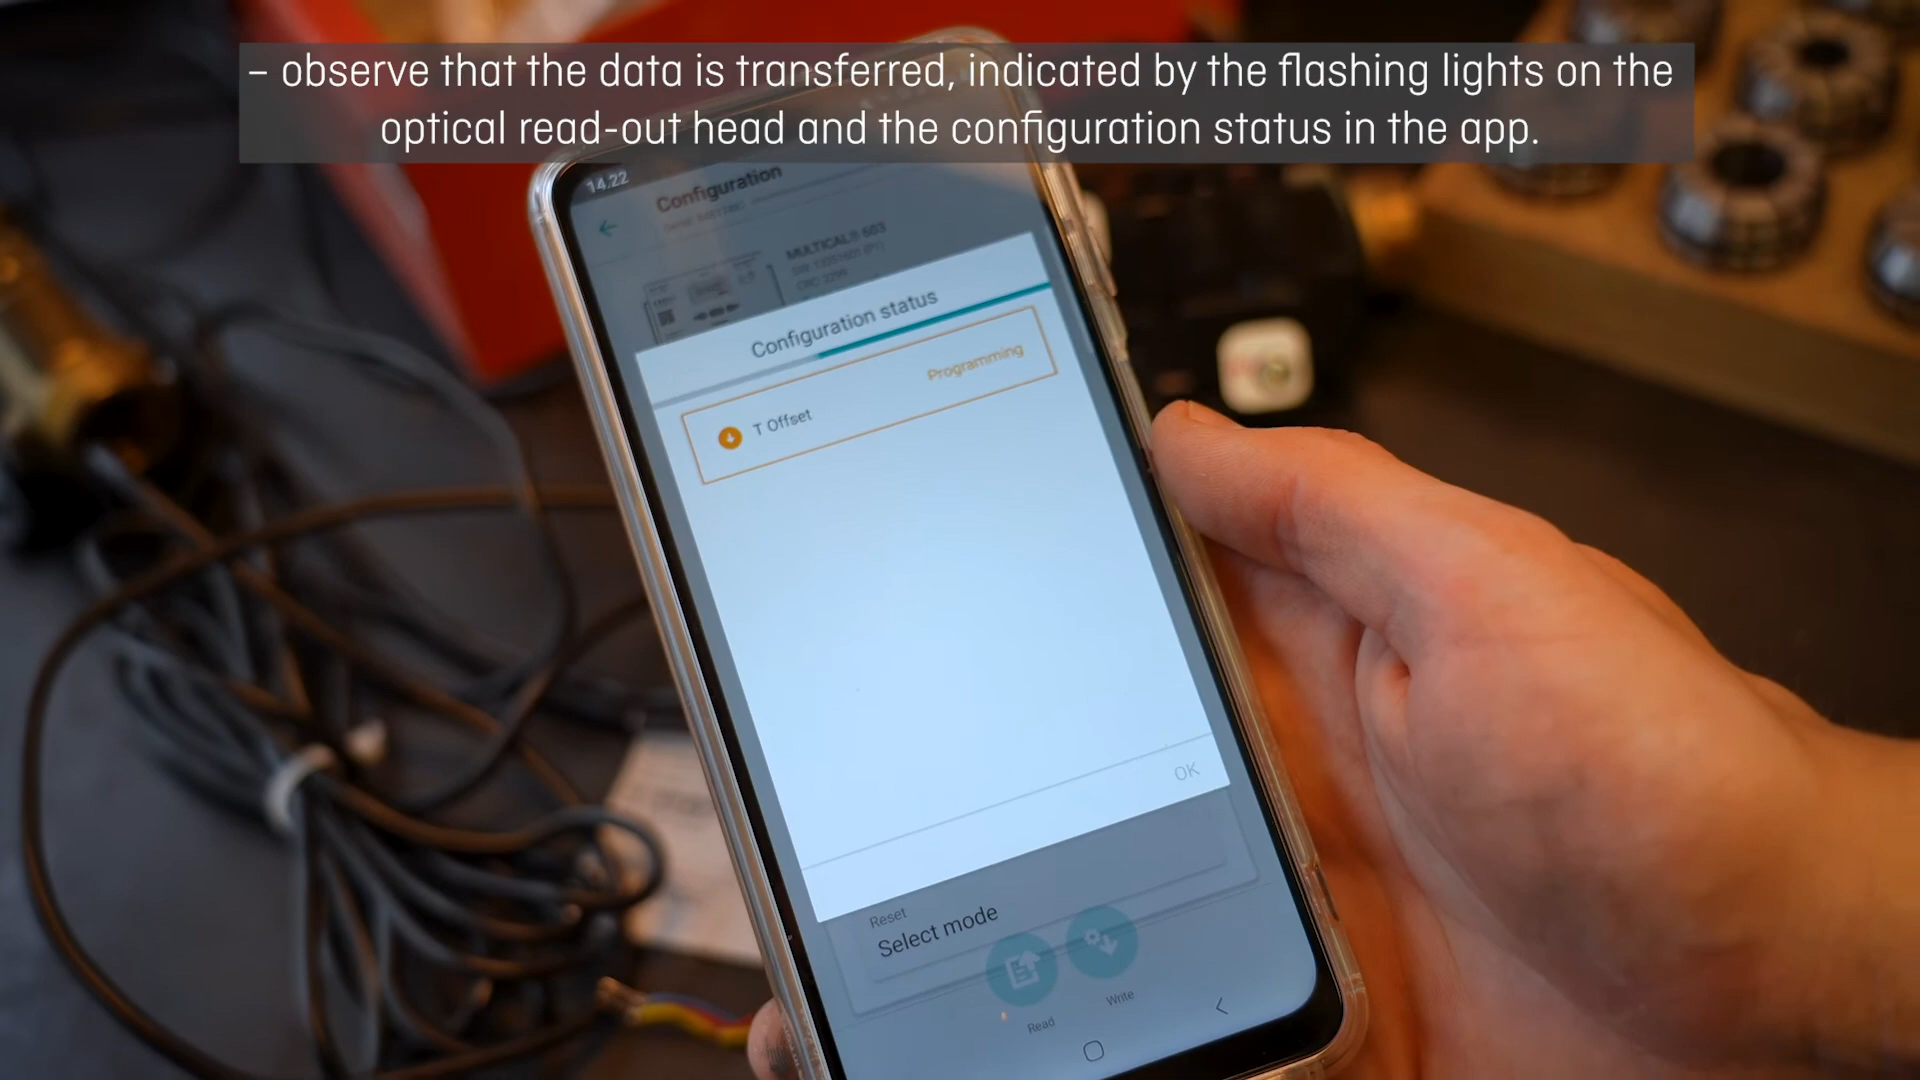 – observe that the data is transferred, indicated by the flashing lights on the
optical read-out head and the configuration status in the app.
14.22
Configuration
MULTICAL® 603
Configuration status
Programming
T Offset
OK
Reset
Select mode
Write
Read